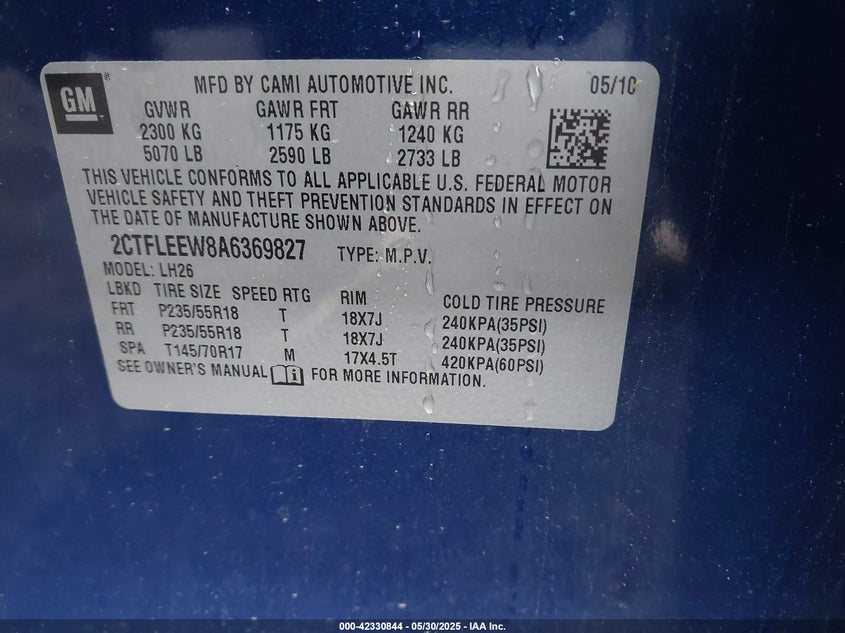 GM
MFD BY CAMI AUTOMOTIVE INC. 05/10
GVWR GAWR FRT GAWR RR
2300 KG 1175 KG 1240 KG
5070 LB 2590 LB 2733 LB
THIS VEHICLE CONFORMS TO ALL APPLICABLE U.S. FEDERAL MOTOR
VEHICLE SAFETY AND THEFT PREVENTION STANDARDS IN EFFECT ON
THE DATE OF MANUFACTURE SHOWN ABOVE.
2CTFLEEW8A6369827 TYPE: M.P.V.
MODEL: LH26
LBKD TIRE SIZE SPEED RTG RIM COLD TIRE PRESSURE
FRT P235/55R18 T 18X7J 240KPA(35PSI)
RR P235/55R18 T 18X7J 240KPA(35PSI)
SPA T145/70R17 M 17X4.5T 420KPA(60PSI)
SEE OWNER'S MANUAL FOR MORE INFORMATION.
000-42330844 / 05/30/2025 - IAA Inc.